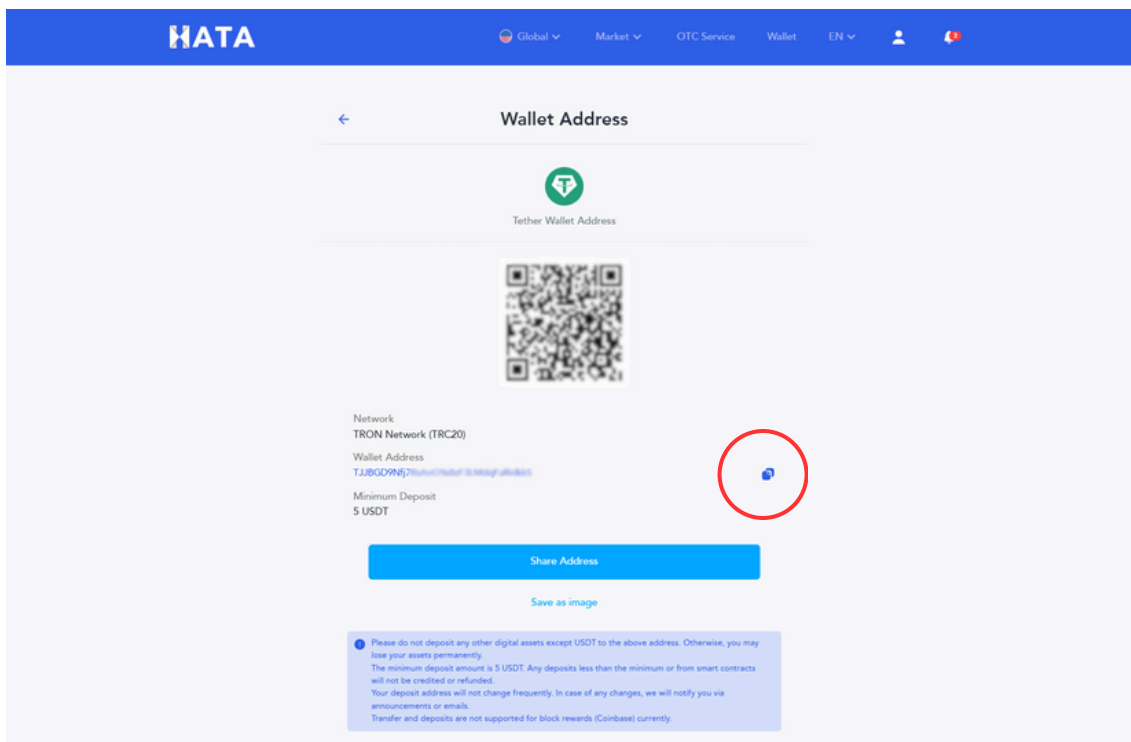 HATA
Global
Market
OTC Service
Wallet
EN
3
Wallet Address
Tether Wallet Address
Network
TRON Network (TRC20)
Wallet Address
TJJBGD9Nfj7
Minimum Deposit
5 USDT
Share Address
Save as image
Please do not deposit any other digital assets except USDT to the above address. Otherwise, you may
lose your assets permanently.
The minimum deposit amount is 5 USDT. Any deposits less than the minimum or from smart contracts
will not be credited or refunded.
Your deposit address will not change frequently. In case of any changes, we will notify you via
announcements or emails.
Transfer and deposits are not supported for block rewards (Coinbase) currently.